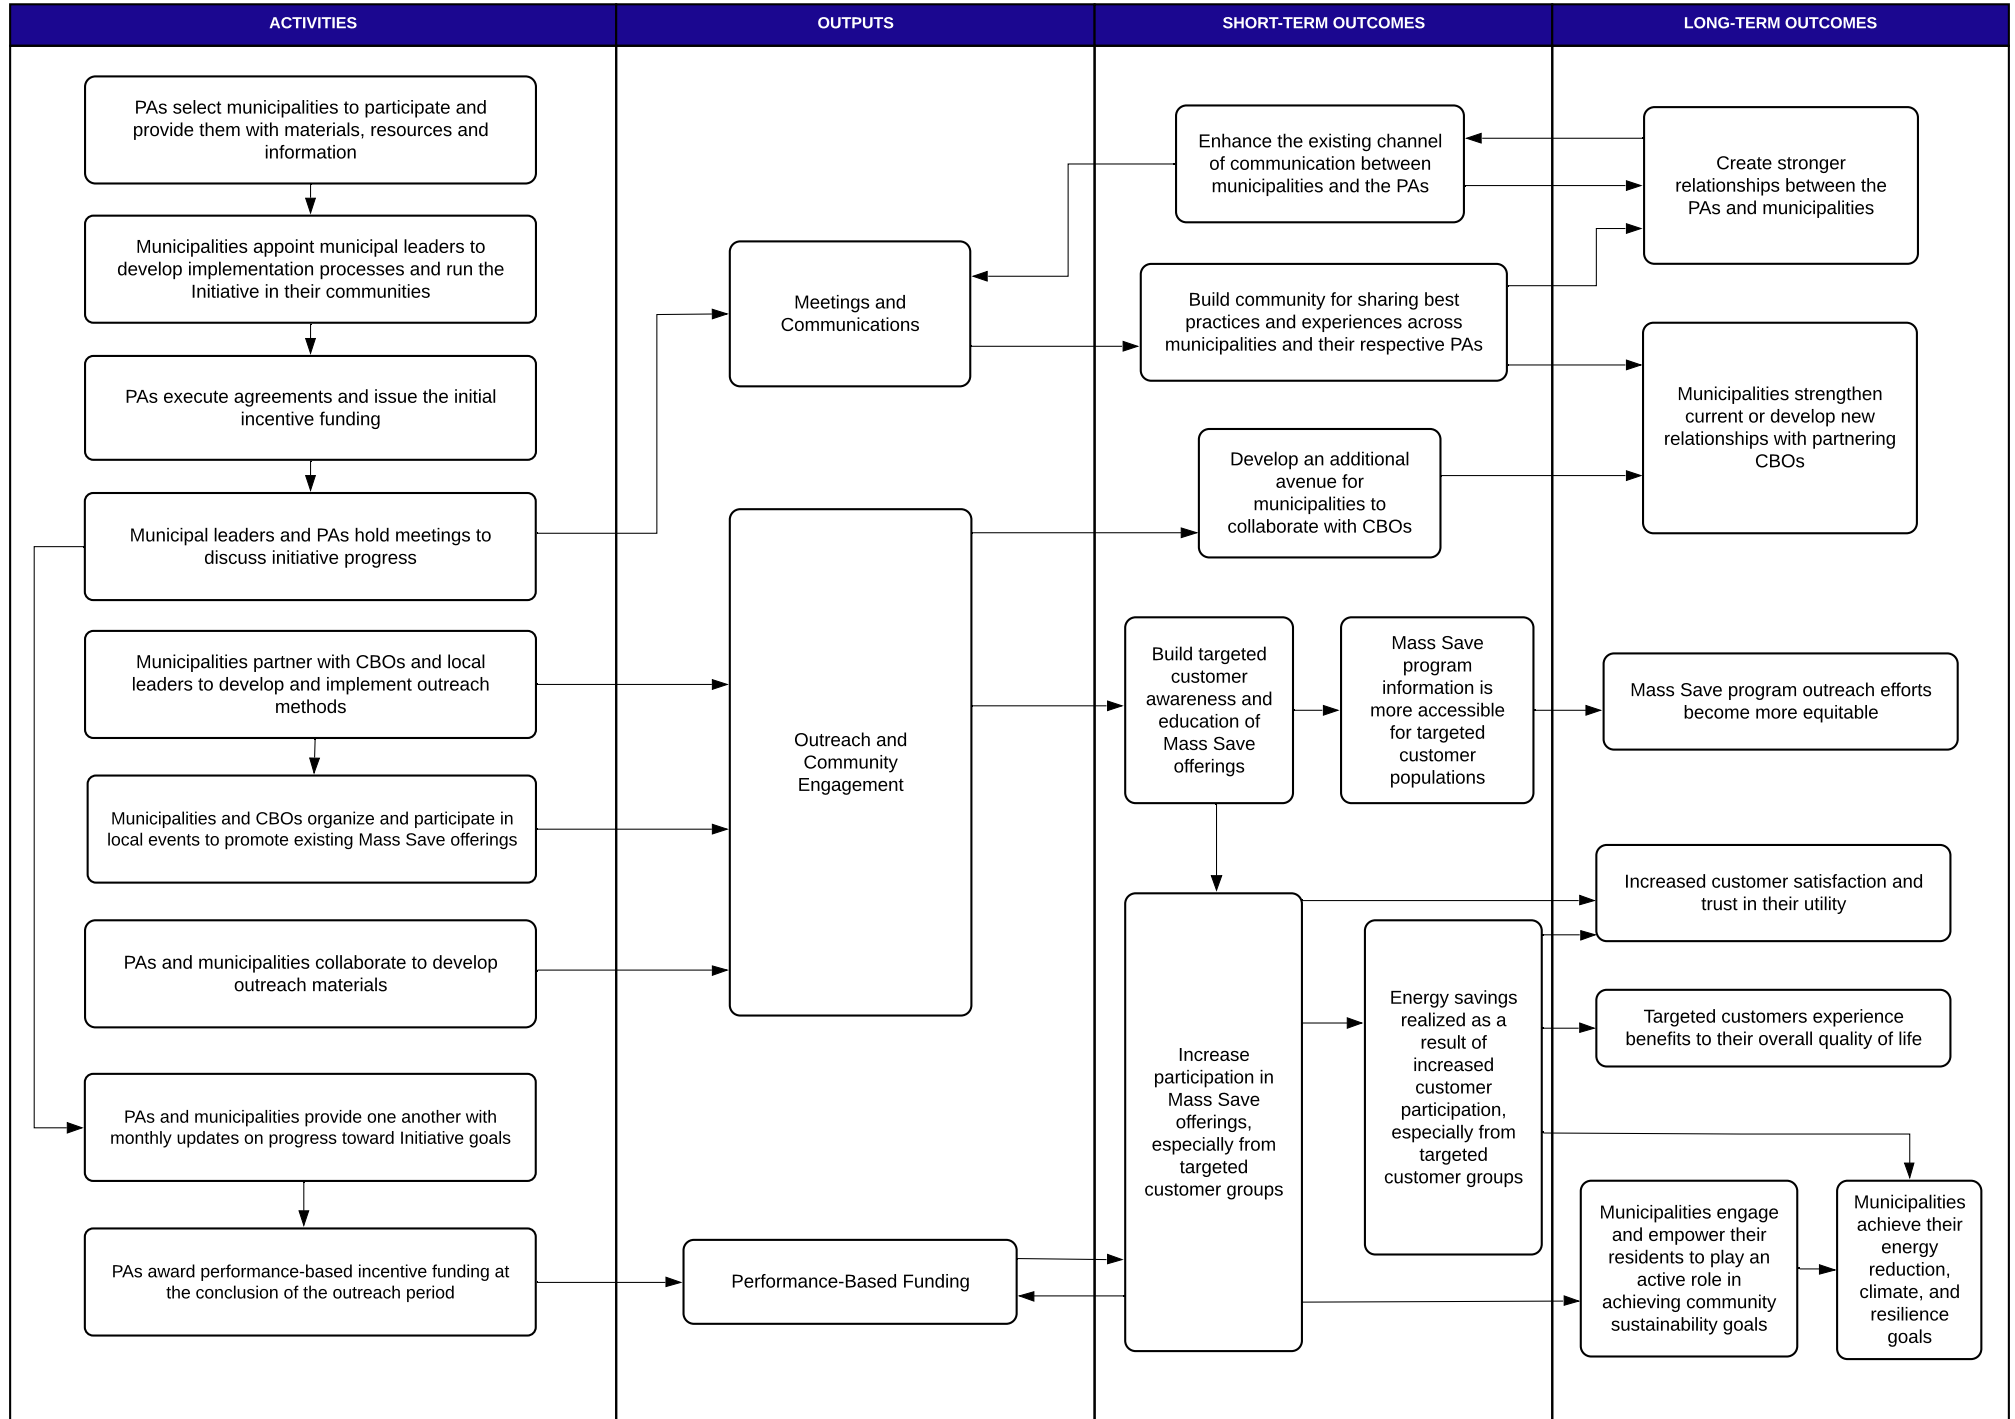 ACTIVITIES
OUTPUTS
SHORT-TERM OUTCOMES
LONG-TERM OUTCOMES
PAs select municipalities to participate and
provide them with materials, resources and
information
Municipalities appoint municipal leaders to
develop implementation processes and run the
Initiative in their communities
PAs execute agreements and issue the initial
incentive funding
Municipal leaders and PAs hold meetings to
discuss initiative progress
Municipalities partner with CBOs and local
leaders to develop and implement outreach
methods
Municipalities and CBOs organize and participate in
local events to promote existing Mass Save offerings
PAs and municipalities collaborate to develop
outreach materials
PAs and municipalities provide one another with
monthly updates on progress toward Initiative goals
PAs award performance-based incentive funding at
the conclusion of the outreach period
Meetings and
Communications
Outreach and
Community
Engagement
Performance-Based Funding
Enhance the existing channel
of communication between
municipalities and the PAs
Build community for sharing best
practices and experiences across
municipalities and their respective PAs
Develop an additional
avenue for
municipalities to
collaborate with CBOs
Build targeted
customer
awareness and
education of
Mass Save
offerings
Mass Save
program
information is
more accessible
for targeted
customer
populations
Increase
participation in
Mass Save
offerings,
especially from
targeted
customer groups
Energy savings
realized as a
result of
increased
customer
participation,
especially from
targeted
customer groups
Create stronger
relationships between the
PAs and municipalities
Municipalities strengthen
current or develop new
relationships with partnering
CBOs
Mass Save program outreach efforts
become more equitable
Increased customer satisfaction and
trust in their utility
Targeted customers experience
benefits to their overall quality of life
Municipalities engage
and empower their
residents to play an
active role in
achieving community
sustainability goals
Municipalities
achieve their
energy
reduction,
climate, and
resilience
goals